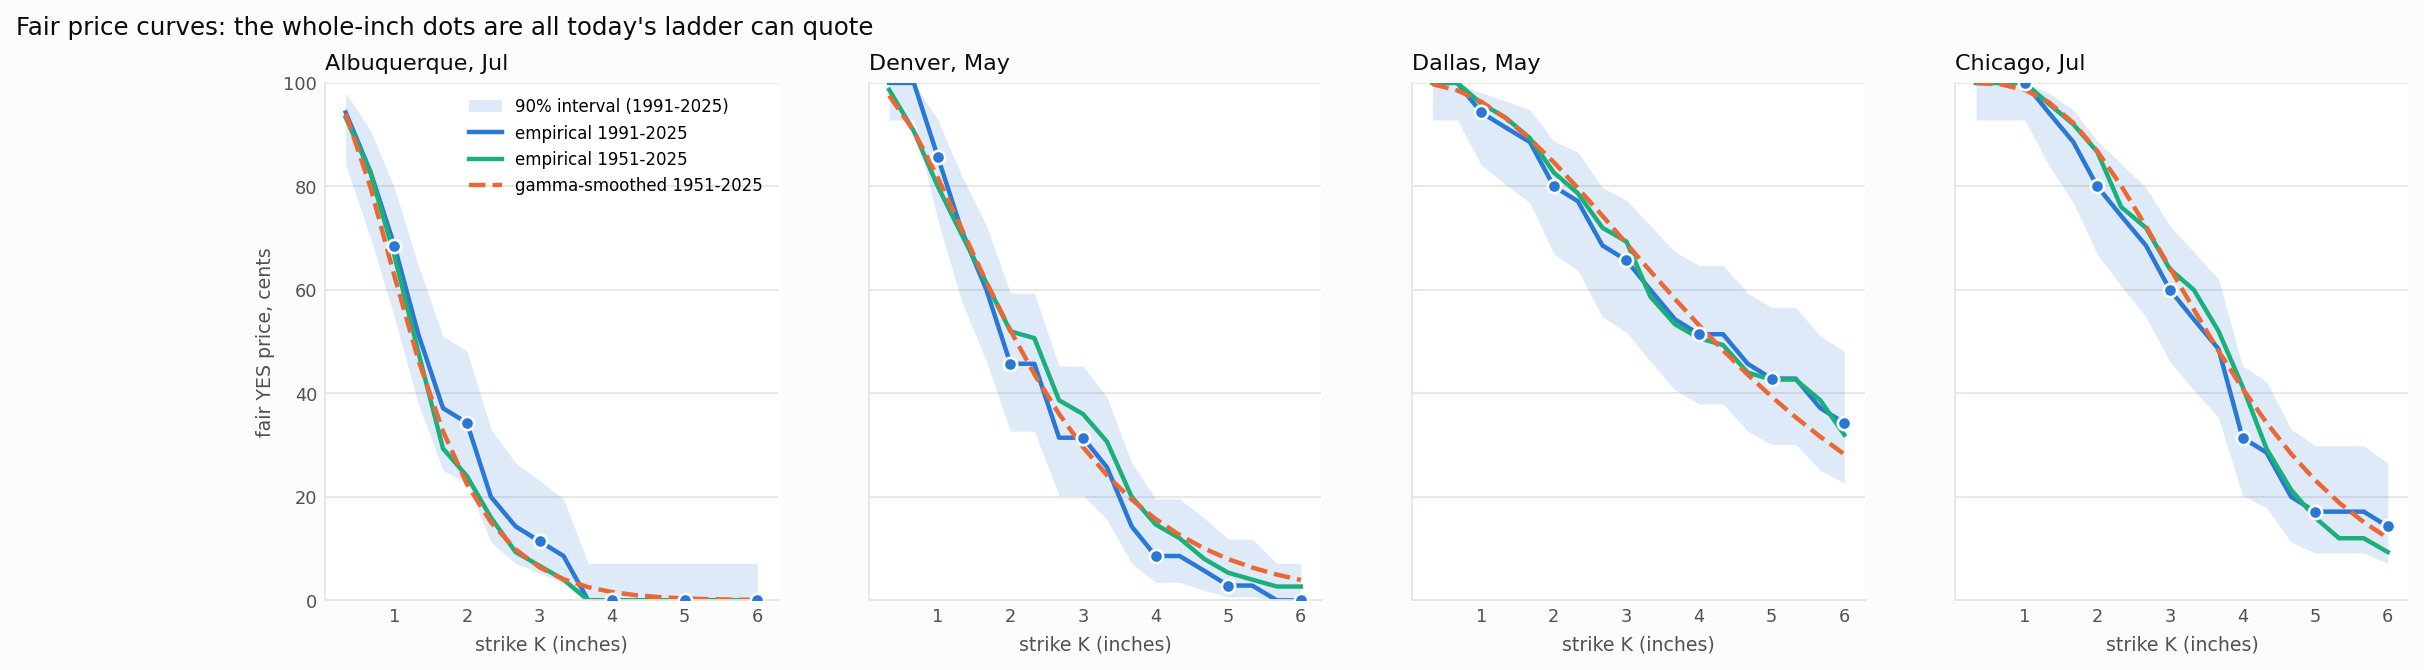 Fair price curves: the whole-inch dots are all today's ladder can quote
Albuquerque, Jul
Denver, May
Dallas, May
Chicago, Jul
90% interval (1991-2025)
empirical 1991-2025
empirical 1951-2025
gamma-smoothed 1951-2025
fair YES price, cents
100
80
60
40
20
0
1 2 3 4 5 6
1 2 3 4 5 6
1 2 3 4 5 6
1 2 3 4 5 6
strike K (inches)
strike K (inches)
strike K (inches)
strike K (inches)